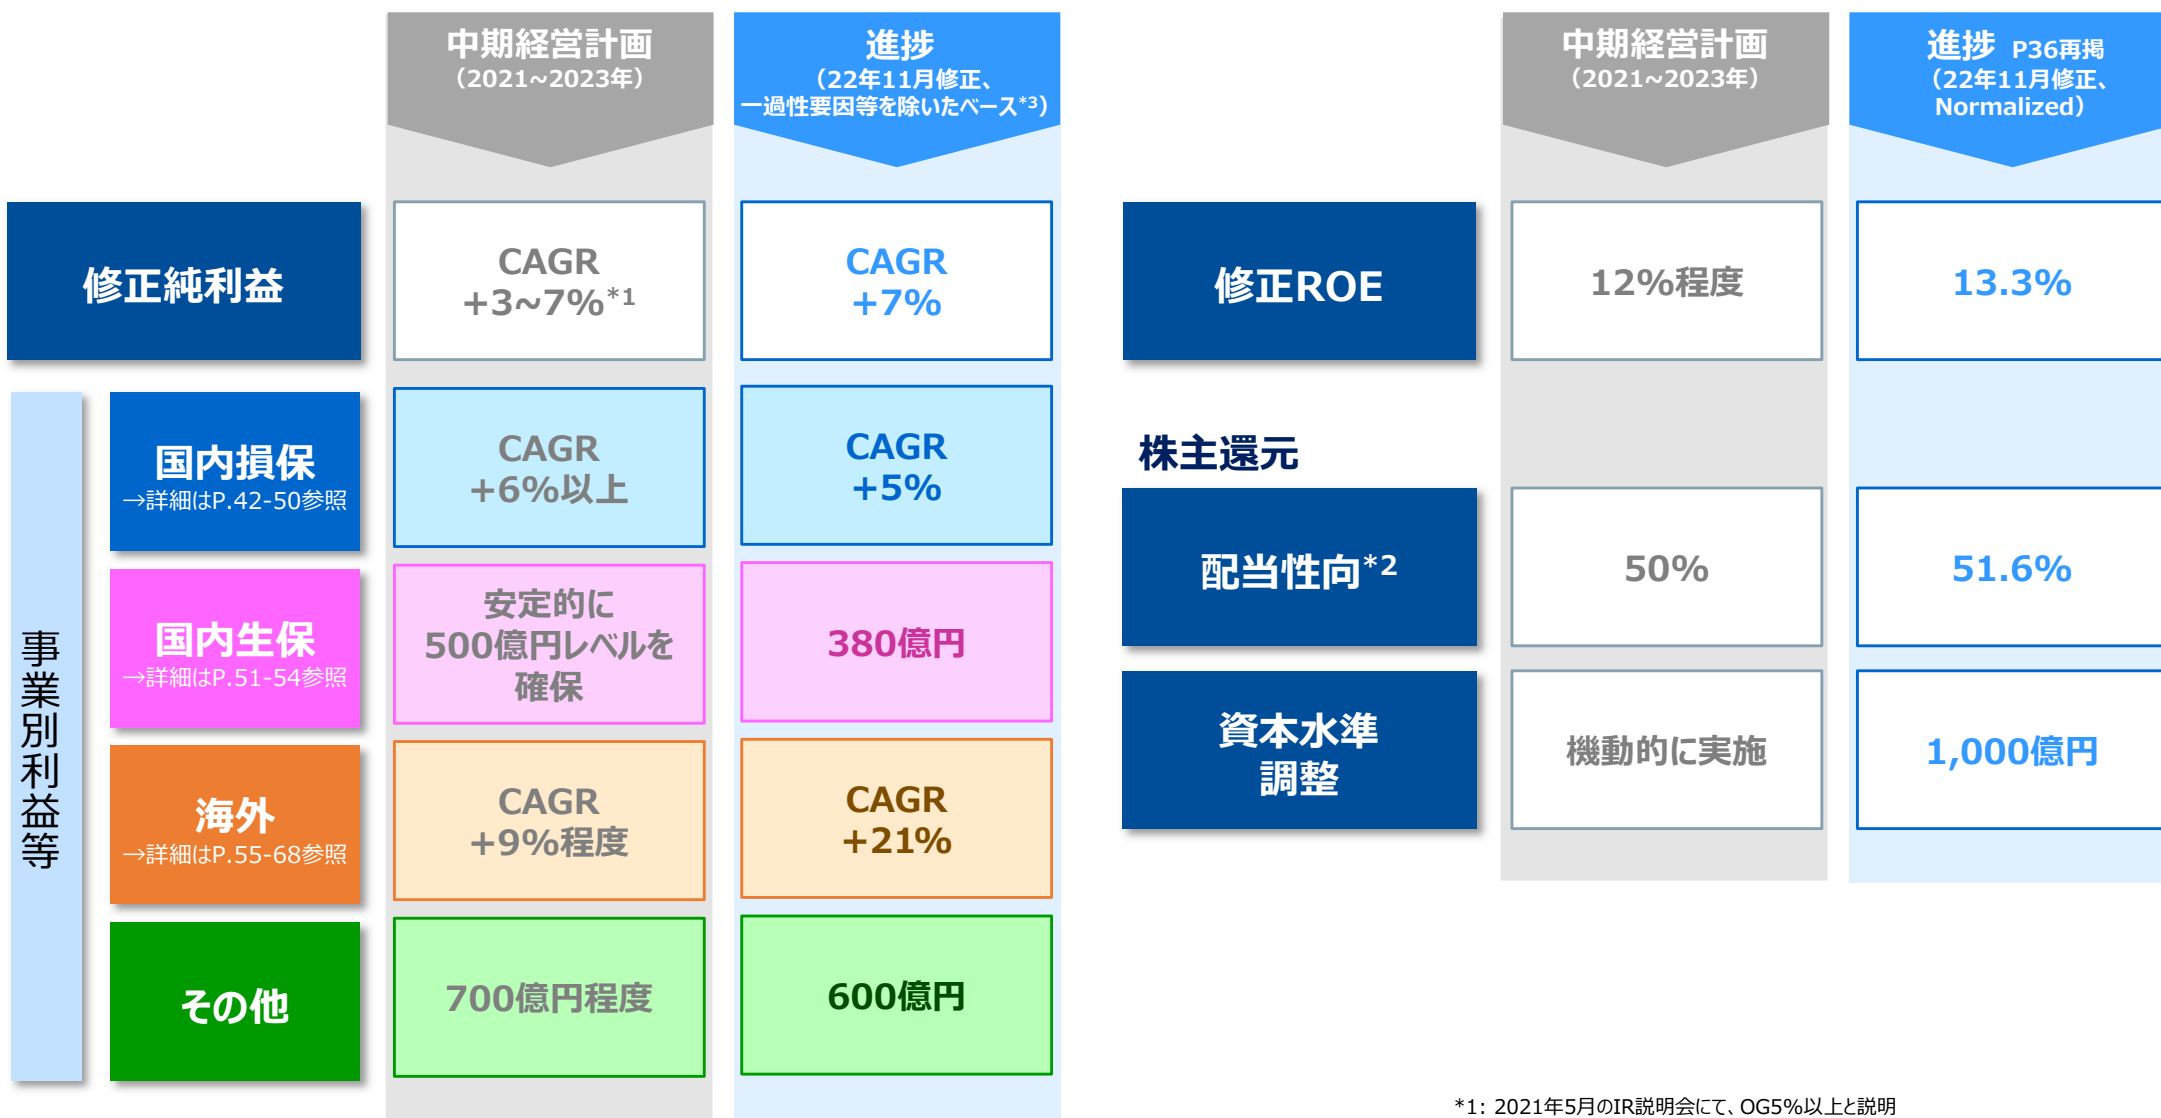 中期経営計画
（2021~2023年）
進捗
（22年11月修正、
一過性要因等を除いたベース*3）
修正純利益
CAGR
+3~7%*1
CAGR
+7%
事業別利益等
国内損保
→詳細はP.42-50参照
CAGR
+6%以上
CAGR
+5%
国内生保
→詳細はP.51-54参照
安定的に
500億円レベルを
確保
380億円
海外
→詳細はP.55-68参照
CAGR
+9%程度
CAGR
+21%
その他
700億円程度
600億円
中期経営計画
（2021~2023年）
進捗 P36再掲
（22年11月修正、
Normalized）
修正ROE
12%程度
13.3%
株主還元
配当性向*2
50%
51.6%
資本水準
調整
機動的に実施
1,000億円
*1: 2021年5月のIR説明会にて、OG5%以上と説明